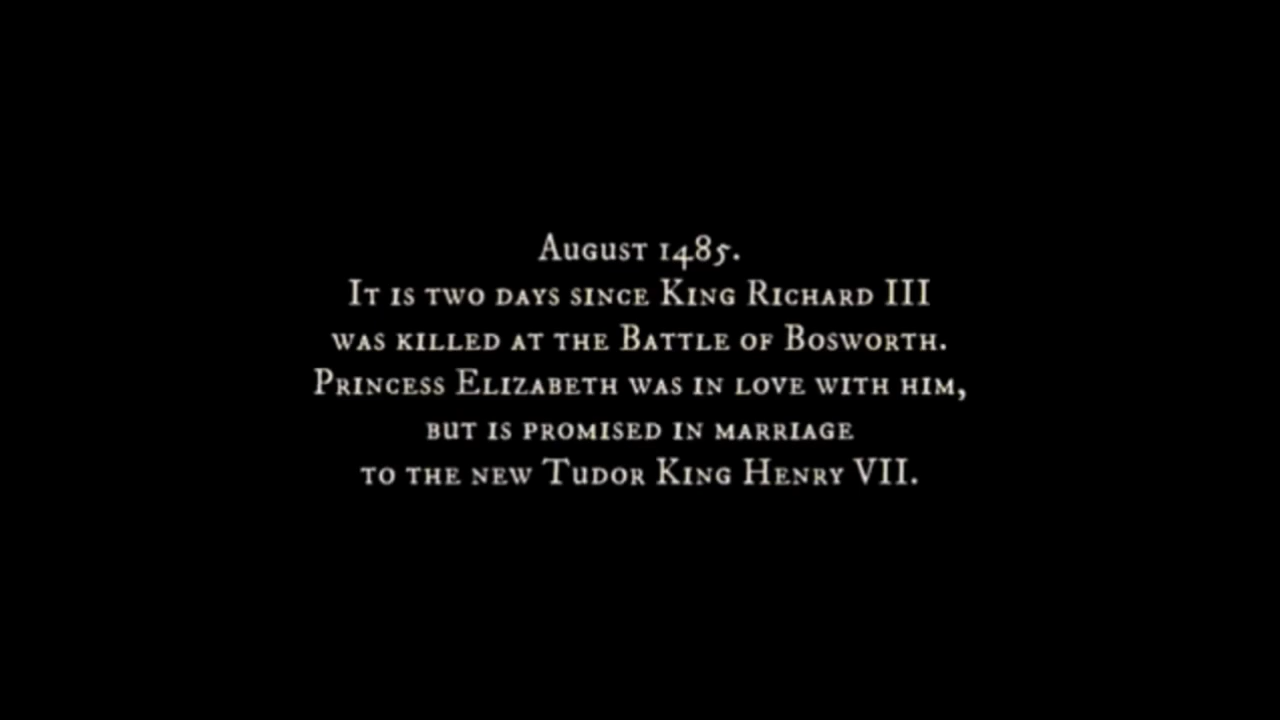 August 1485.
It is two days since King Richard III
was killed at the Battle of Bosworth.
Princess Elizabeth was in love with him,
but is promised in marriage
to the new Tudor King Henry VII.